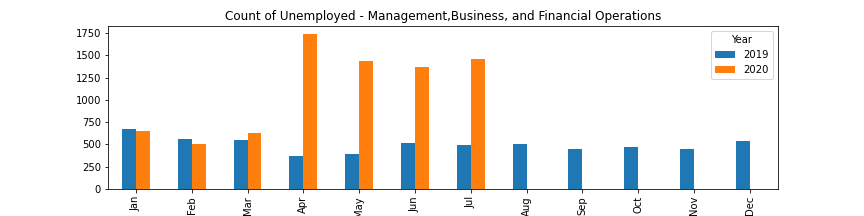 Count of Unemployed - Management,Business, and Financial Operations
1750
1500
1250
1000
750
500
250
0
Year
2019
2020
Jan
Feb
Mar
Apr
May
Jun
Jul
Aug
Sep
Oct
Nov
Dec